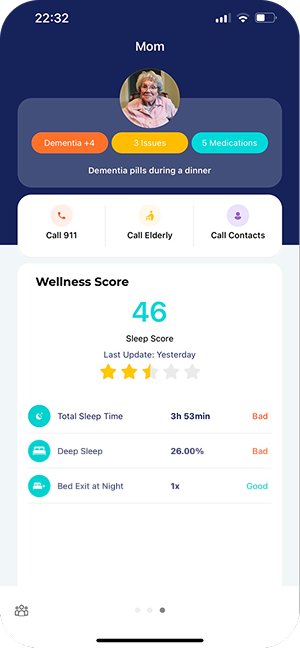 22:32
Mom
Dementia +4 3 Issues 5 Medications
Dementia pills during a dinner
Call 911 Call Elderly Call Contacts
Wellness Score
46
Sleep Score
Last Update: Yesterday
Total Sleep Time 3h 53min Bad
Deep Sleep 26.00% Bad
Bed Exit at Night 1x Good